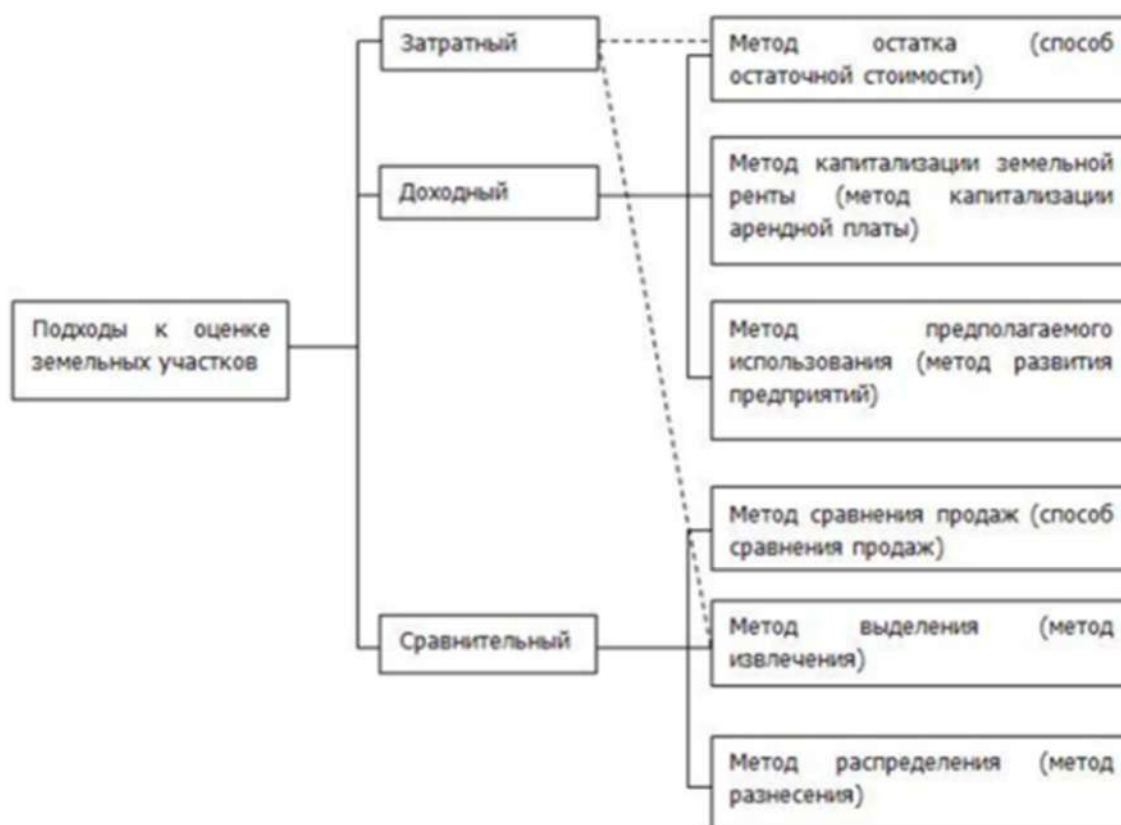 Затратный
Метод остатка (способ
остаточной стоимости)
Доходный
Метод капитализации земельной
ренты (метод капитализации
арендной платы)
Подходы к оценке
земельных участков
Метод предполагаемого
использования (метод развития
предприятий)
Метод сравнения продаж (способ
сравнения продаж)
Сравнительный
Метод выделения (метод
извлечения)
Метод распределения (метод
разнесения)